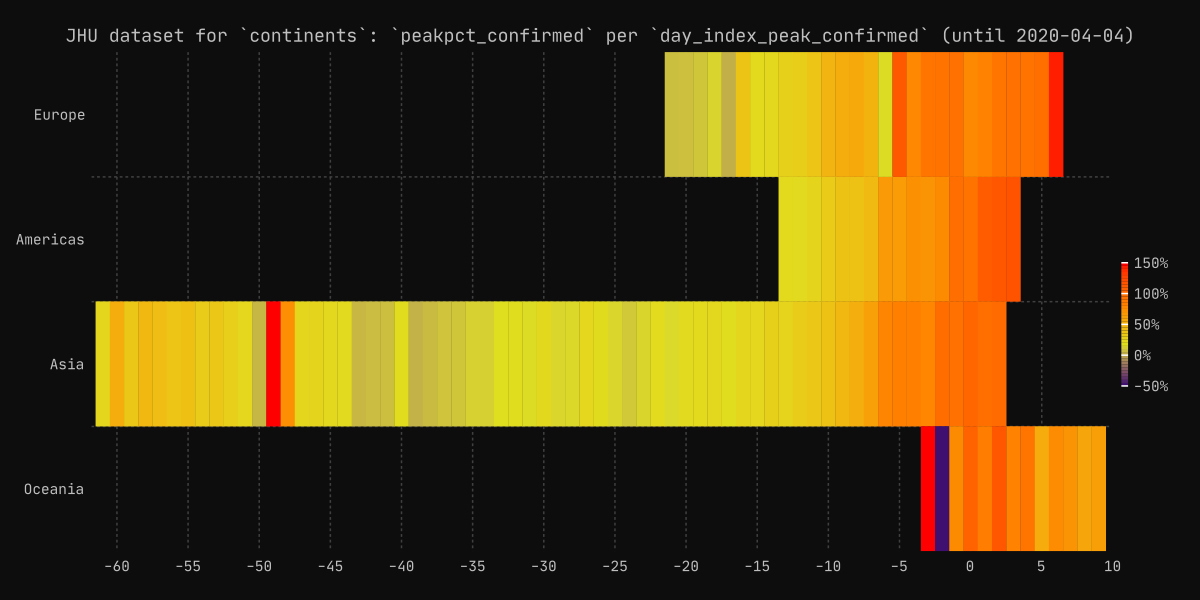 JHU dataset for `continents`: `peakpct_confirmed` per `day_index_peak_confirmed` (until 2020-04-04)
Europe
Americas
Asia
Oceania
150%
100%
50%
0%
-50%
-60 -55 -50 -45 -40 -35 -30 -25 -20 -15 -10 -5 0 5 10